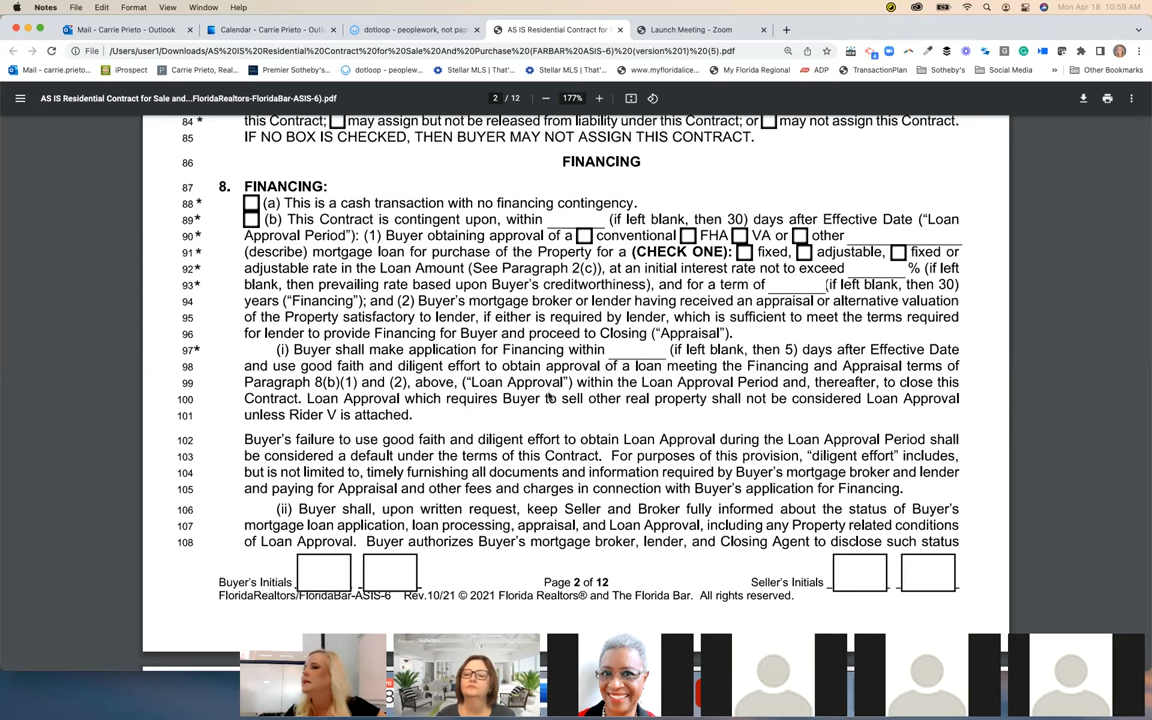 Notes File Edit Format View Window Help
Mon Apr 18 10:59 AM
Mail - Carrie Prieto - Outlook
Calendar - Carrie Prieto - Outl
dotloop - peoplework, not pap
AS IS Residential Contract for S
Launch Meeting - Zoom
File | /Users/user1/Downloads/AS%20IS%20Residential%20Contract%20for%20Sale%20And%20Purchase%20(FARBAR%20ASIS-6)%20(version%201)%20(5).pdf
Mail - carrie.prieto... iProspect Carrie Prieto, Real... Premier Sotheby's... Stellar MLS | That'... Stellar MLS | That'... www.myfloridalice... My Florida Regional ADP TransactionPlan Sotheby's Social Media » Other Bookmarks
AS IS Residential Contract for Sale and...FloridaRealtors-FloridaBar-ASIS-6).pdf
2 / 12 − 177% +
84 * this Contract; may assign but not be released from liability under this Contract; or may not assign this Contract.
85 IF NO BOX IS CHECKED, THEN BUYER MAY NOT ASSIGN THIS CONTRACT.
86 FINANCING
87 8. FINANCING:
88 * (a) This is a cash transaction with no financing contingency.
89 * (b) This Contract is contingent upon, within ______ (if left blank, then 30) days after Effective Date ("Loan
90 * Approval Period"): (1) Buyer obtaining approval of a conventional FHA VA or other ____________
91 * (describe) mortgage loan for purchase of the Property for a (CHECK ONE): fixed, adjustable, fixed or
92 * adjustable rate in the Loan Amount (See Paragraph 2(c)), at an initial interest rate not to exceed ______ % (if left
93 * blank, then prevailing rate based upon Buyer's creditworthiness), and for a term of ______(if left blank, then 30)
94 years ("Financing"); and (2) Buyer's mortgage broker or lender having received an appraisal or alternative valuation
95 of the Property satisfactory to lender, if either is required by lender, which is sufficient to meet the terms required
96 for lender to provide Financing for Buyer and proceed to Closing ("Appraisal").
97 * (i) Buyer shall make application for Financing within ______ (if left blank, then 5) days after Effective Date
98 and use good faith and diligent effort to obtain approval of a loan meeting the Financing and Appraisal terms of
99 Paragraph 8(b)(1) and (2), above, ("Loan Approval") within the Loan Approval Period and, thereafter, to close this
100 Contract. Loan Approval which requires Buyer to sell other real property shall not be considered Loan Approval
101 unless Rider V is attached.
102 Buyer's failure to use good faith and diligent effort to obtain Loan Approval during the Loan Approval Period shall
103 be considered a default under the terms of this Contract. For purposes of this provision, "diligent effort" includes,
104 but is not limited to, timely furnishing all documents and information required by Buyer's mortgage broker and lender
105 and paying for Appraisal and other fees and charges in connection with Buyer's application for Financing.
106 (ii) Buyer shall, upon written request, keep Seller and Broker fully informed about the status of Buyer's
107 mortgage loan application, loan processing, appraisal, and Loan Approval, including any Property related conditions
108 of Loan Approval. Buyer authorizes Buyer's mortgage broker, lender, and Closing Agent to disclose such status
Buyer's Initials Page 2 of 12 Seller's Initials
FloridaRealtors/FloridaBar-ASIS-6 Rev.10/21 © 2021 Florida Realtors® and The Florida Bar. All rights reserved.